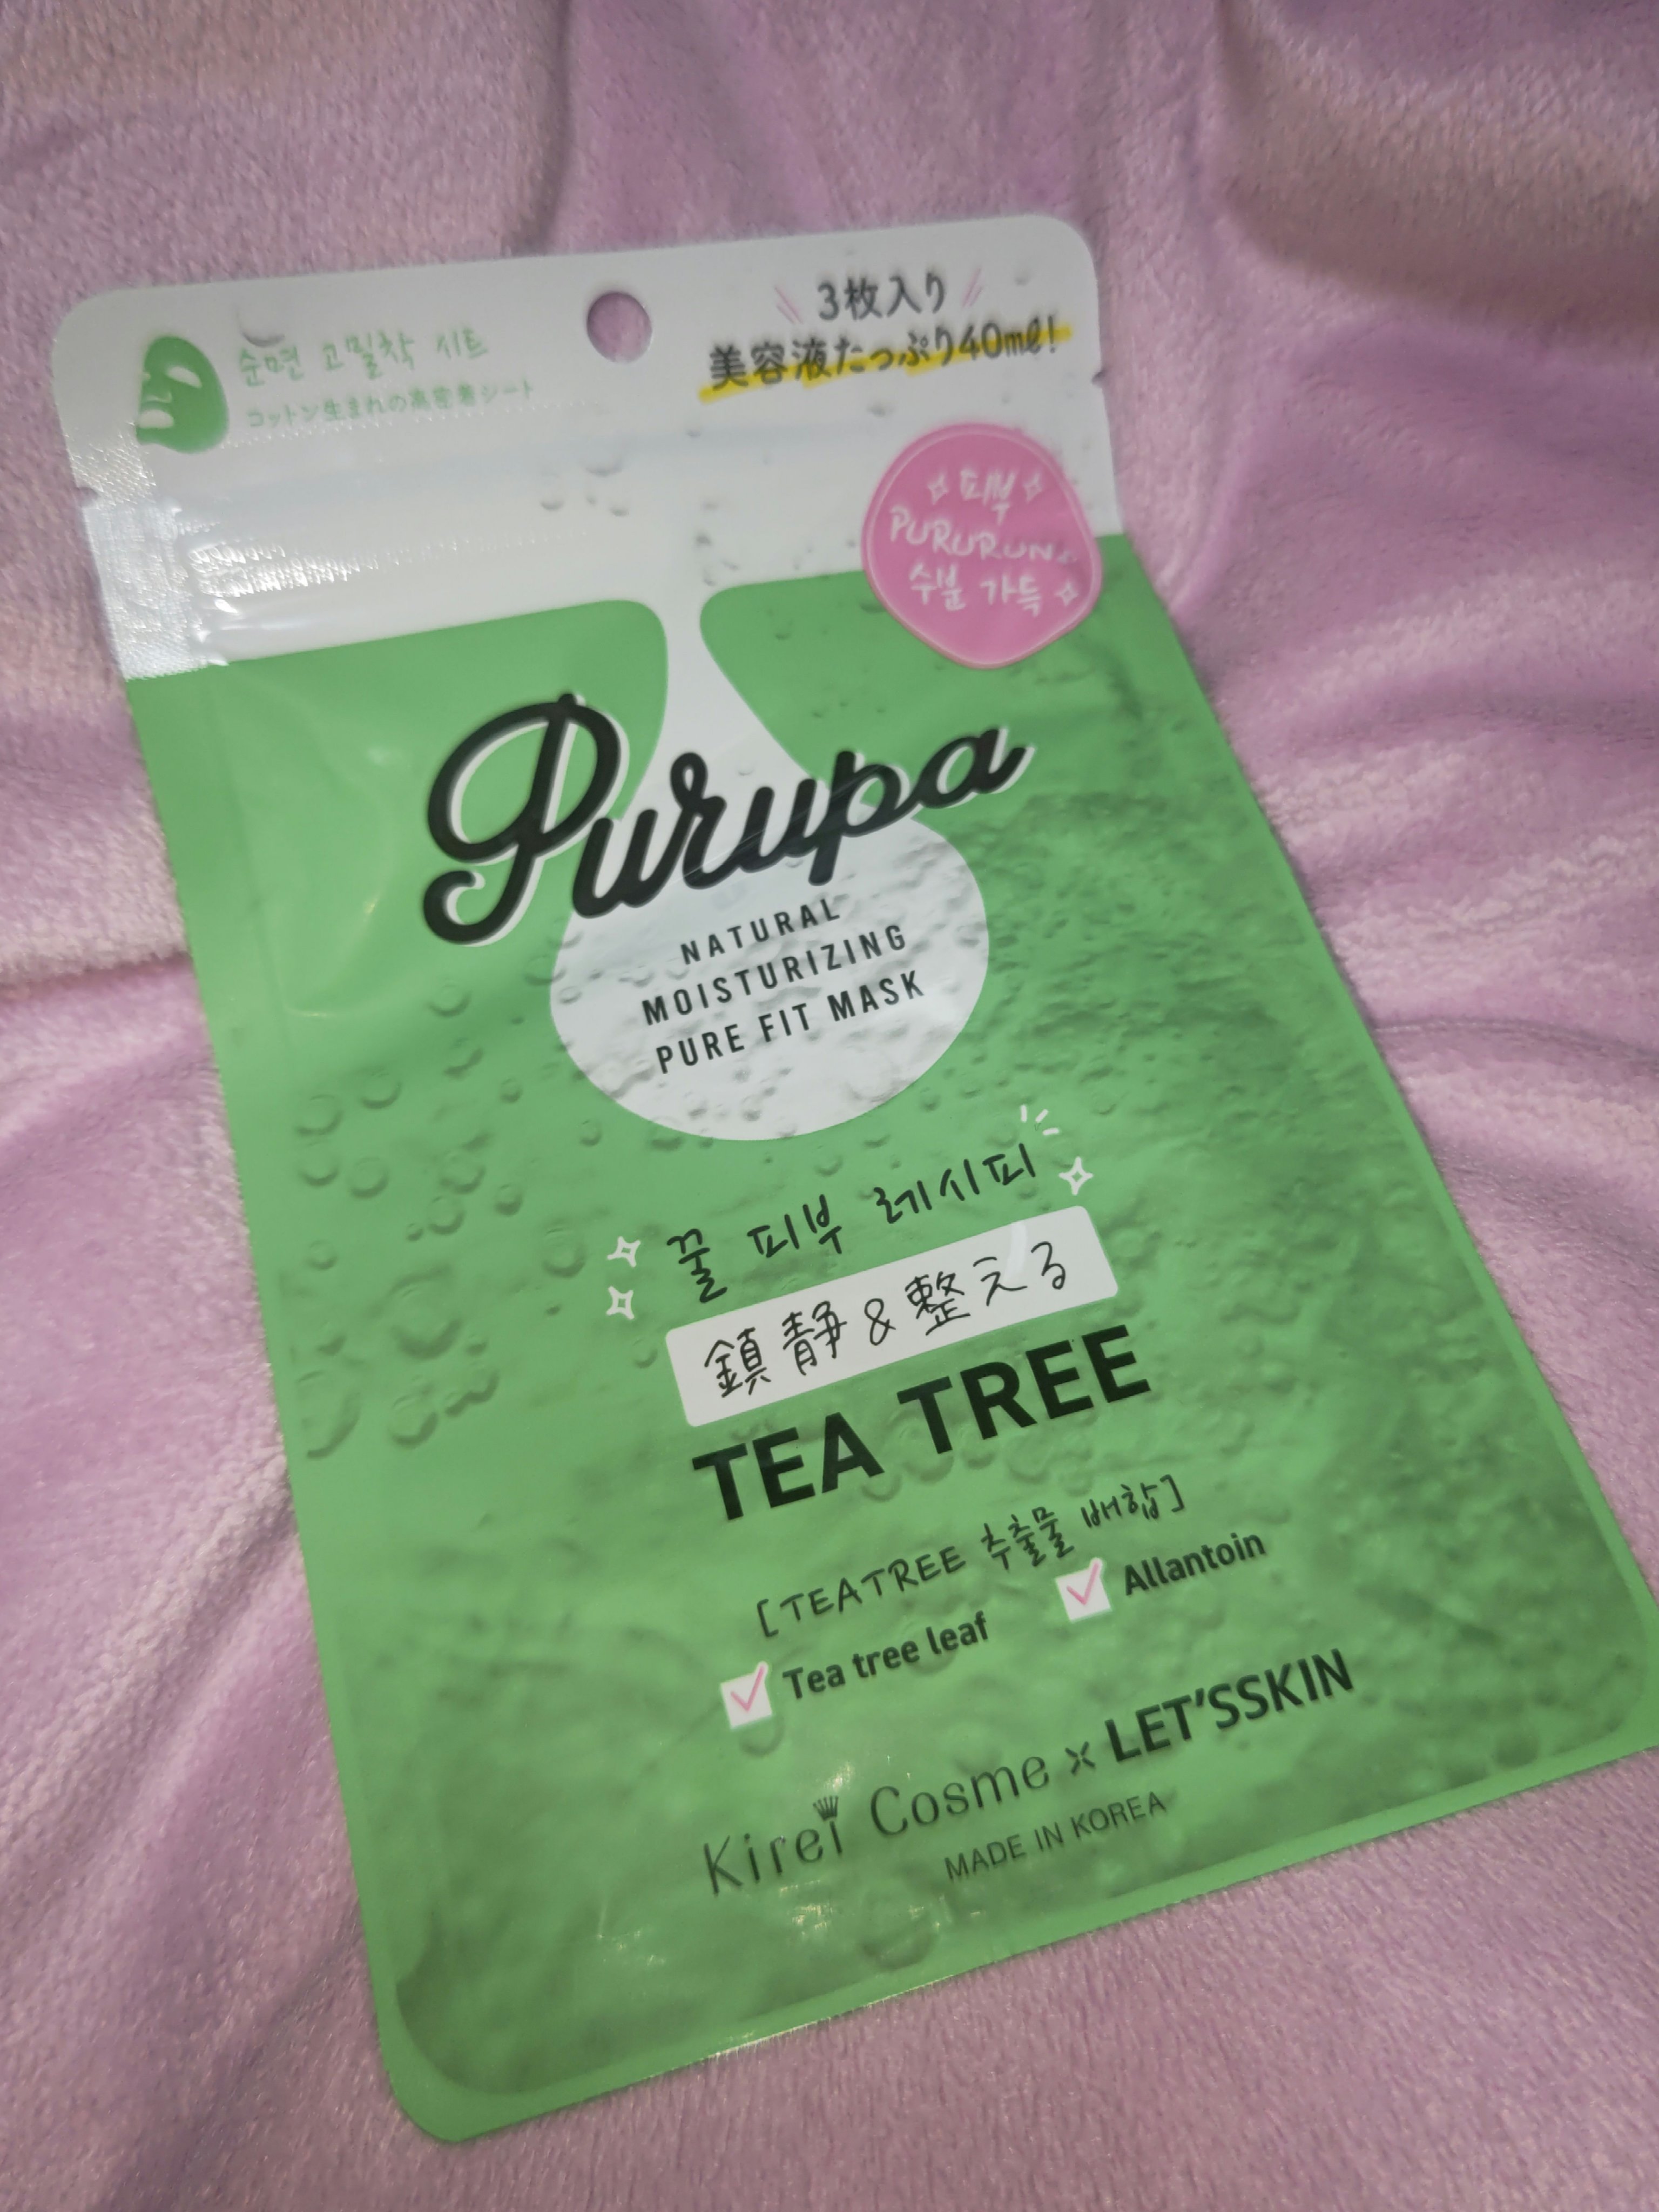 순면 고밀착 시트
コットン生まれの高密着シート
3枚入り
美容液たっぷり40ml!
피부
PURURUN
수분 가득
Purupa
NATURAL
MOISTURIZING
PURE FIT MASK
꿀 피부 레시피
鎮静&整える
TEA TREE
[TEATREE 추출물 배합]
Tea tree leaf
Allantoin
Kirei Cosme × LET'SSKIN
MADE IN KOREA